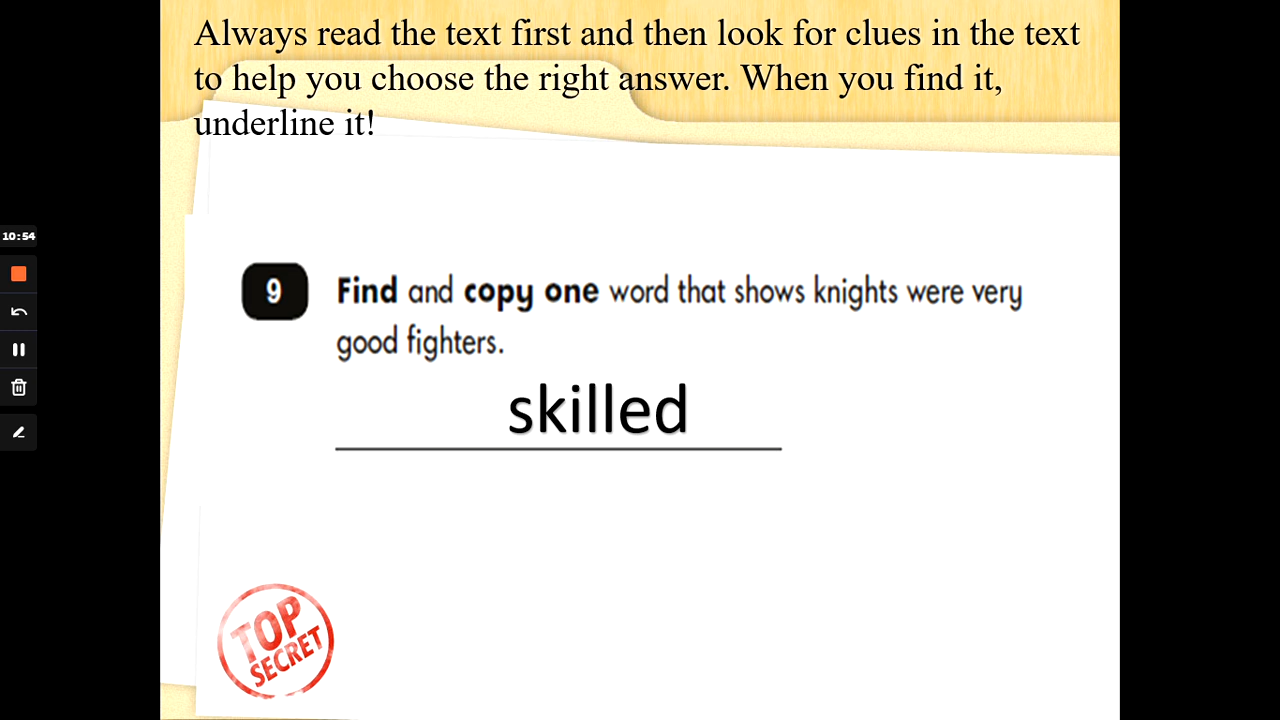 Always read the text first and then look for clues in the text
to help you choose the right answer. When you find it,
underline it!
10:54
9
Find and copy one word that shows knights were very
good fighters.
skilled
TOP
SECRET